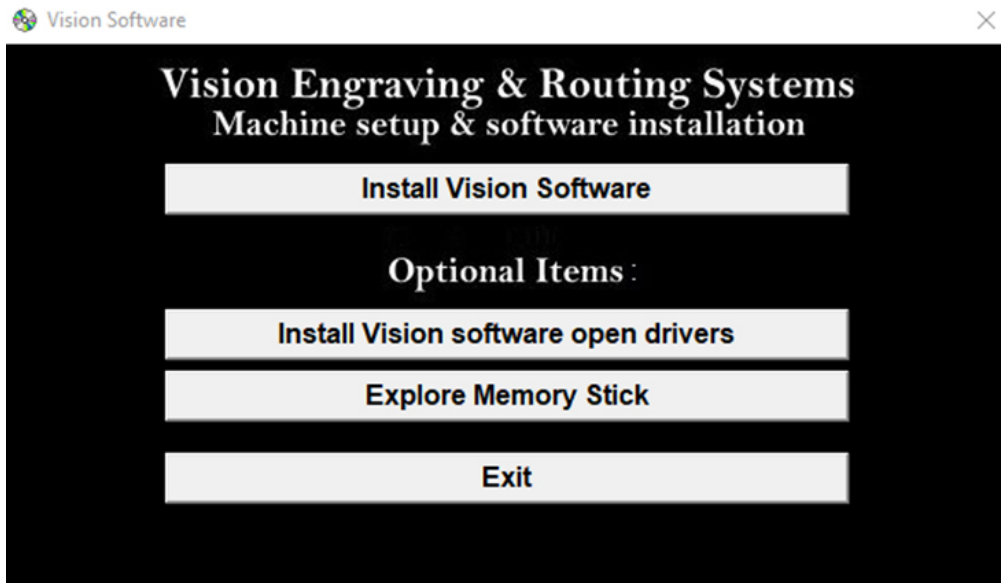 Vision Software
Vision Engraving & Routing Systems
Machine setup & software installation
Install Vision Software
Optional Items:
Install Vision software open drivers
Explore Memory Stick
Exit